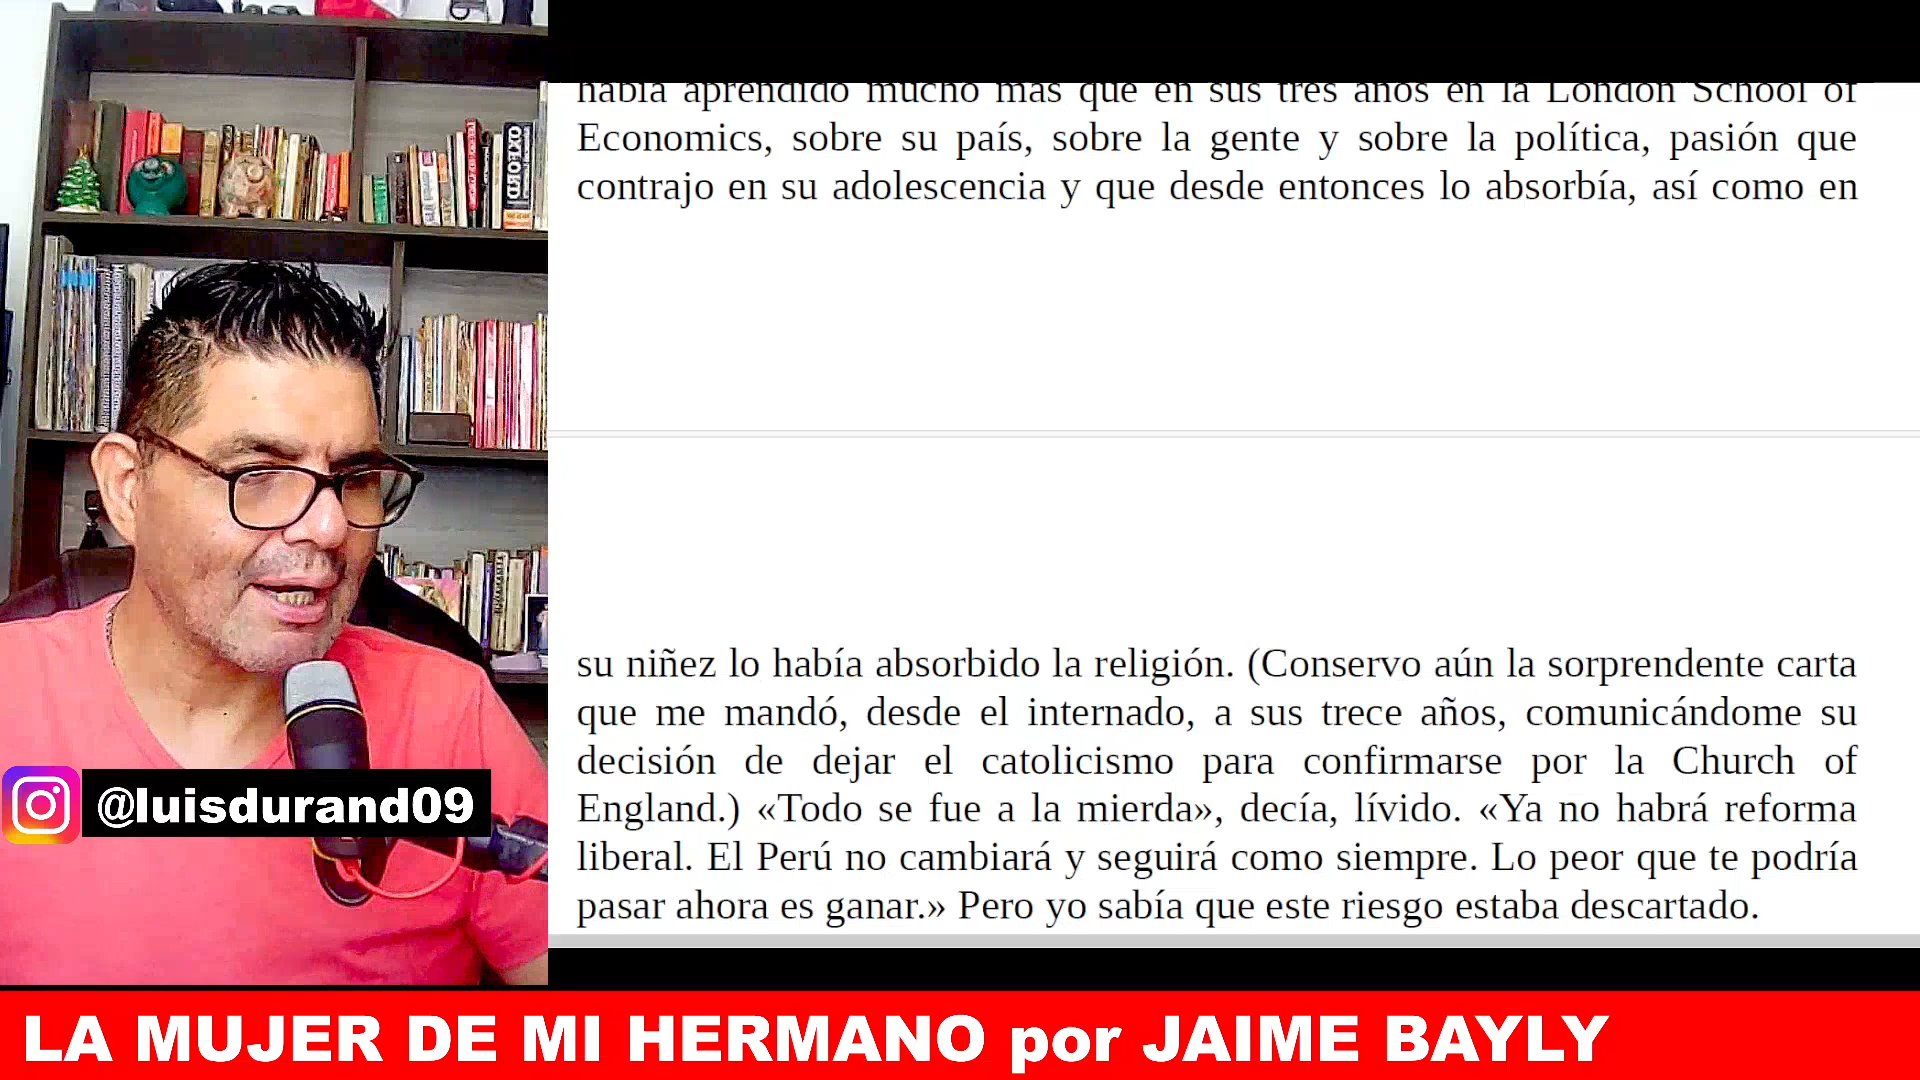 había aprendido mucho más que en sus tres años en la London School of
Economics, sobre su país, sobre la gente y sobre la política, pasión que
contrajo en su adolescencia y que desde entonces lo absorbía, así como en
su niñez lo había absorbido la religión. (Conservo aún la sorprendente carta
que me mandó, desde el internado, a sus trece años, comunicándome su
decisión de dejar el catolicismo para confirmarse por la Church of
England.) «Todo se fue a la mierda», decía, lívido. «Ya no habrá reforma
liberal. El Perú no cambiará y seguirá como siempre. Lo peor que te podría
pasar ahora es ganar.» Pero yo sabía que este riesgo estaba descartado.
OXFORD
@luisdurand09
LA MUJER DE MI HERMANO por JAIME BAYLY